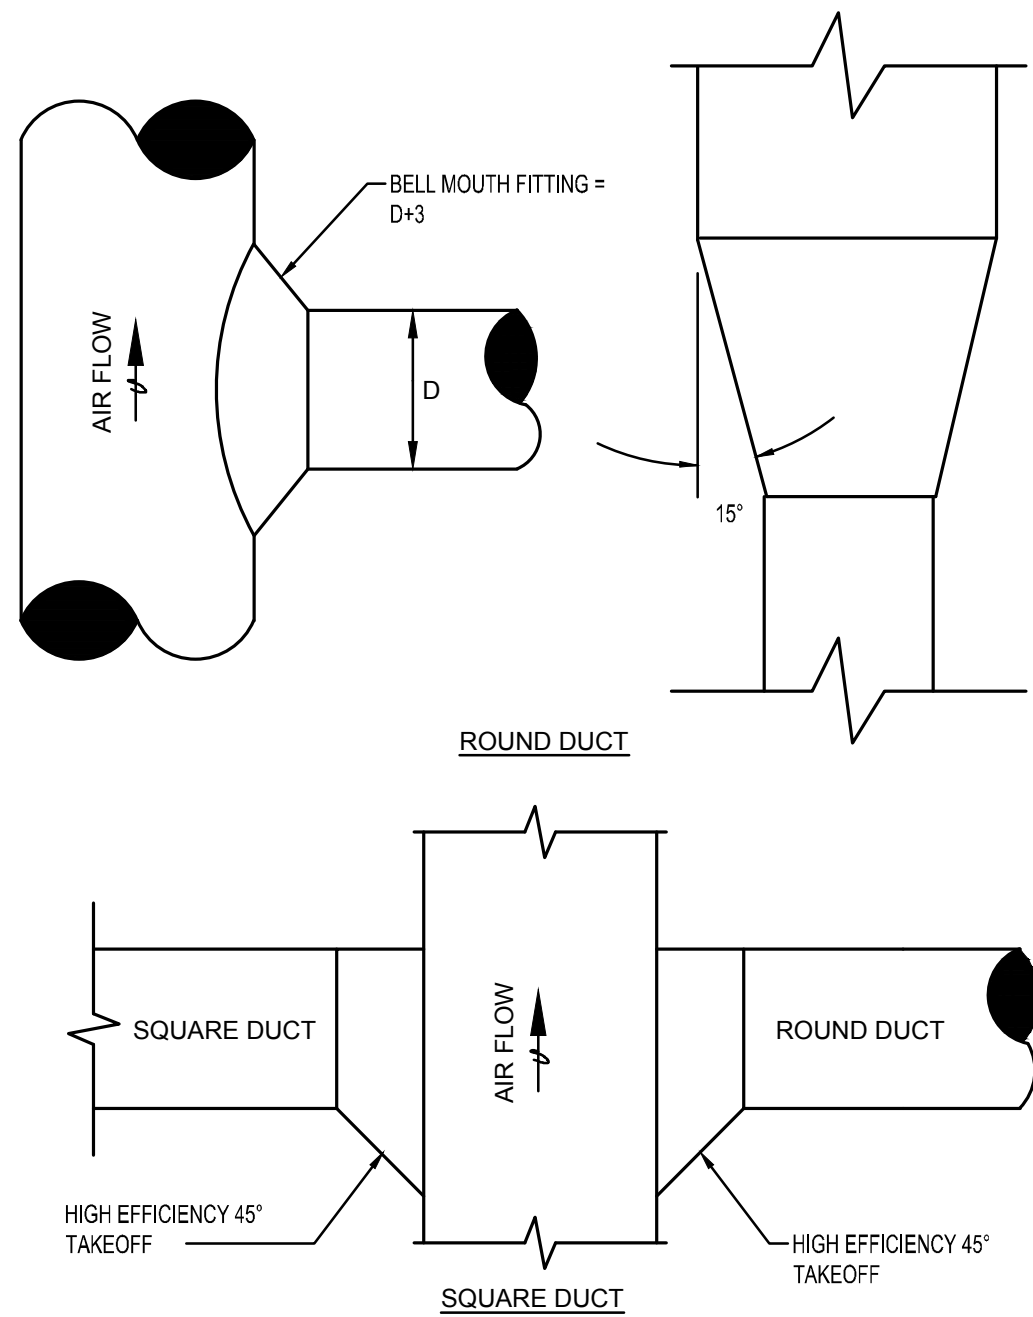 BELL MOUTH FITTING =
D+3
AIR FLOW
D
15°
ROUND DUCT
AIR FLOW
SQUARE DUCT
ROUND DUCT
HIGH EFFICIENCY 45°
TAKEOFF
HIGH EFFICIENCY 45°
TAKEOFF
SQUARE DUCT